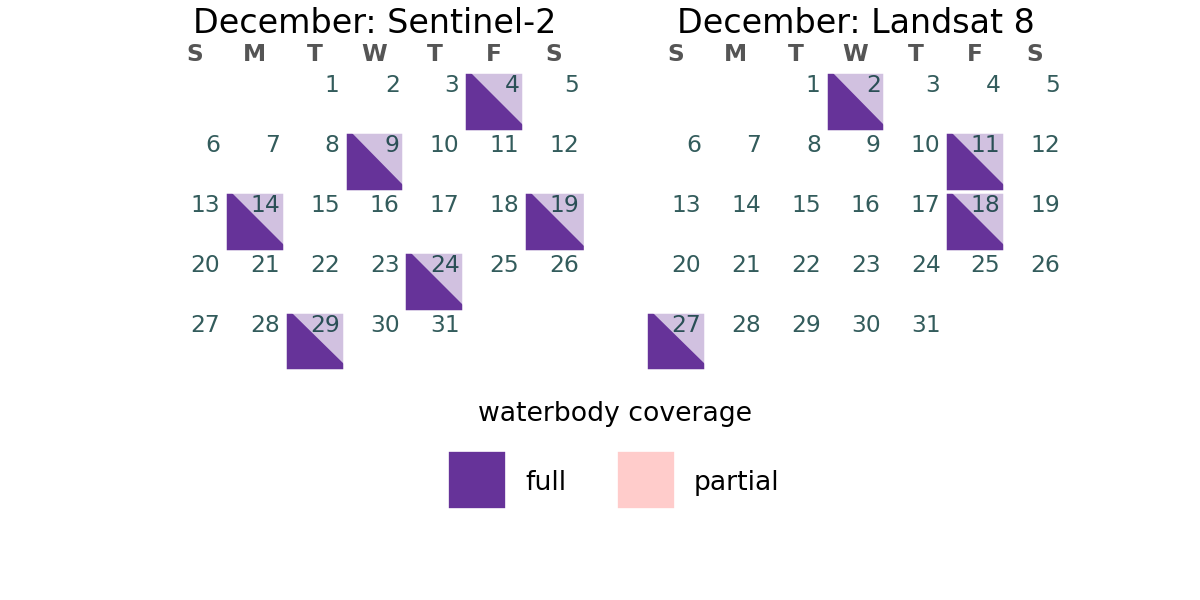 December: Sentinel-2
S M T W T F S
1 2 3 4 5
6 7 8 9 10 11 12
13 14 15 16 17 18 19
20 21 22 23 24 25 26
27 28 29 30 31
December: Landsat 8
S M T W T F S
1 2 3 4 5
6 7 8 9 10 11 12
13 14 15 16 17 18 19
20 21 22 23 24 25 26
27 28 29 30 31
waterbody coverage
full partial